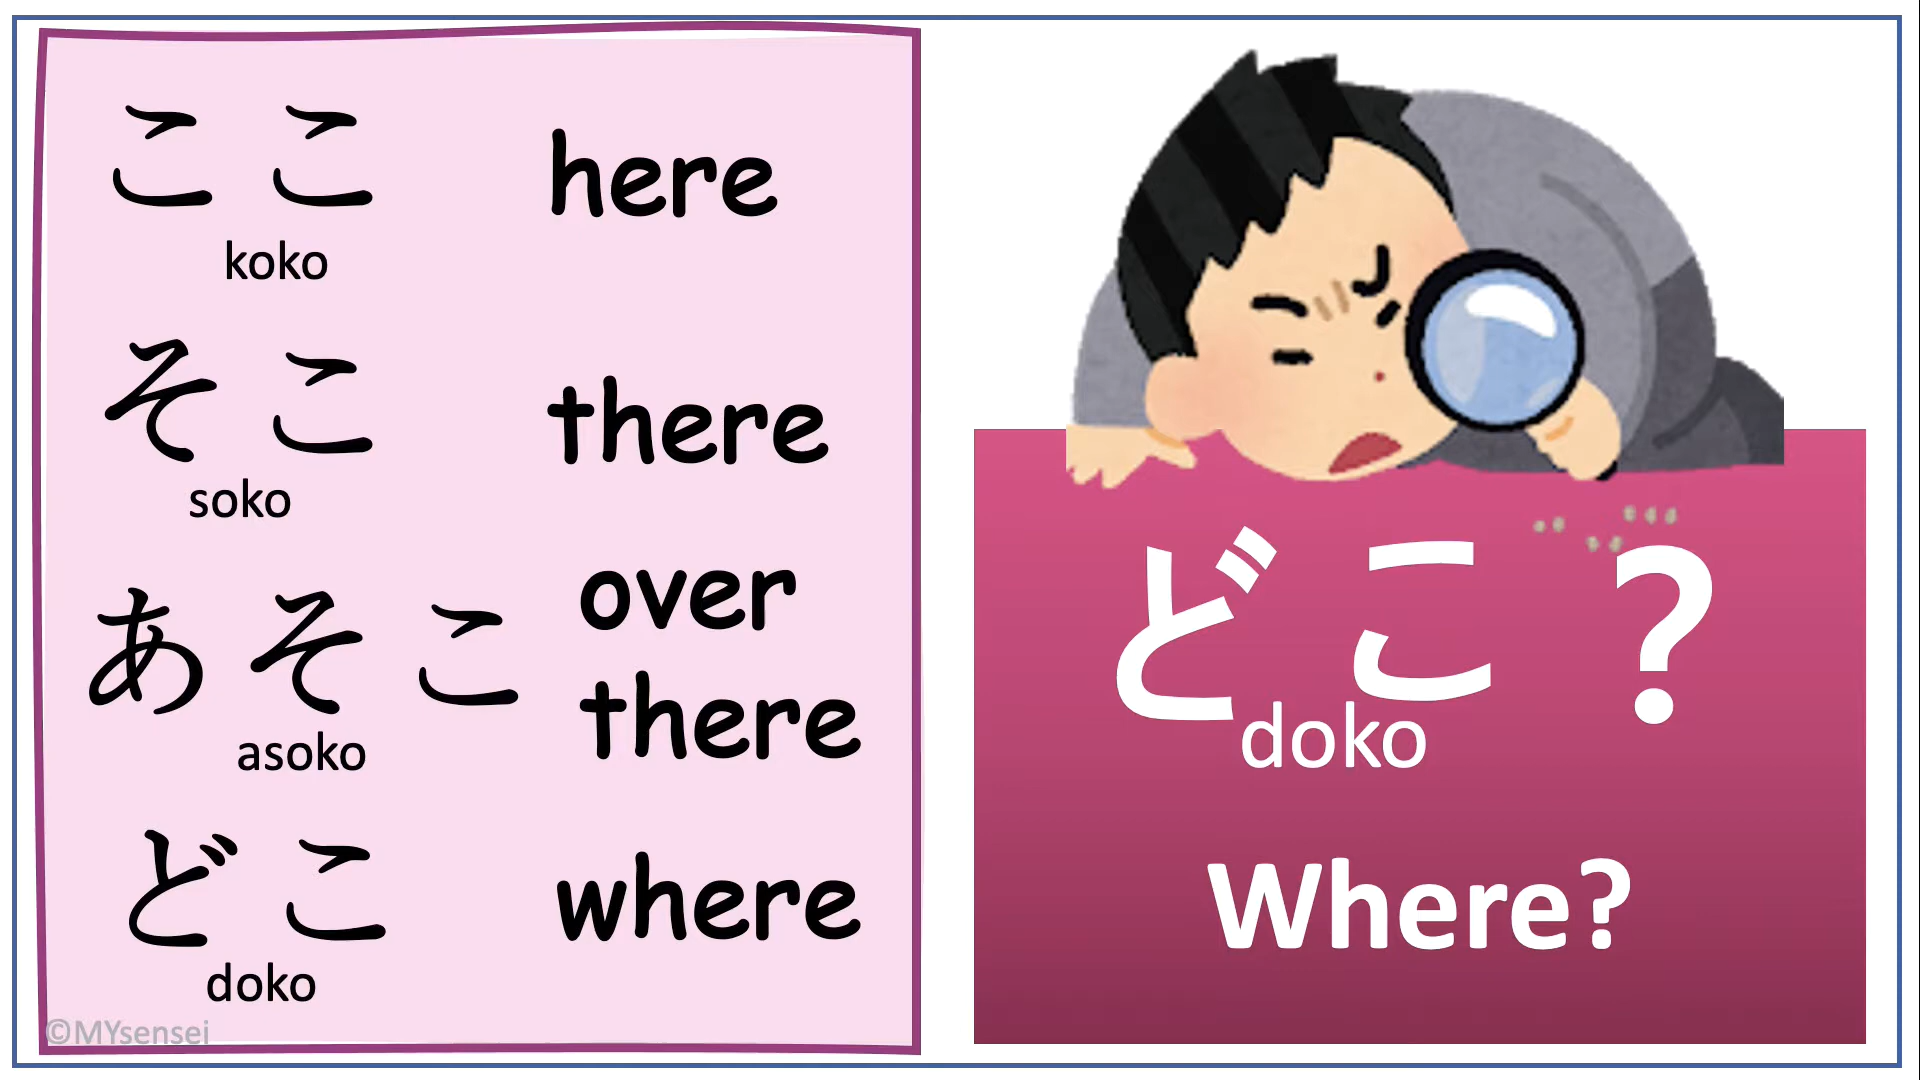 ここ here
koko
そこ there
soko
あそこ over there
asoko
どこ where
doko
©MYsensei
どこ？
doko
Where?